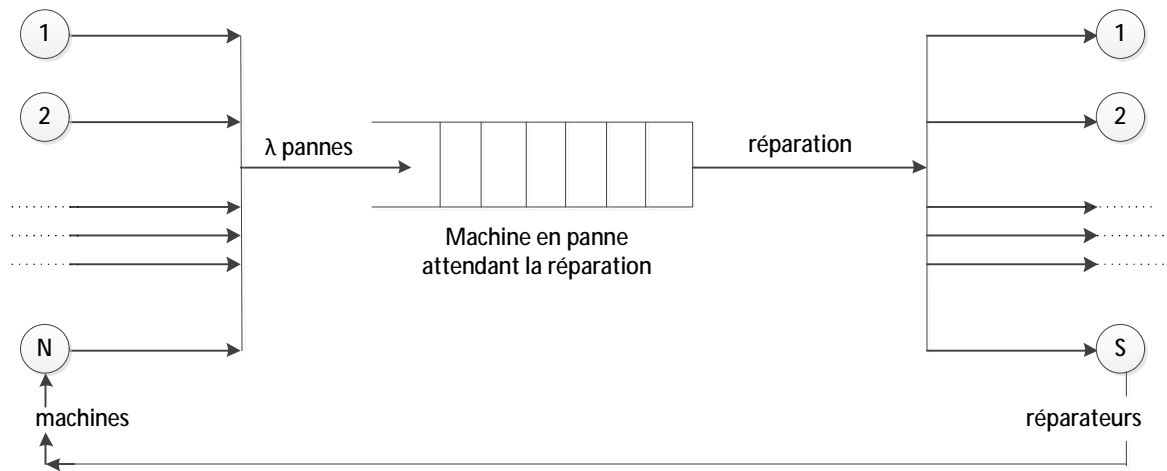 1
1
2
2
λ pannes
réparation
Machine en panne
attendant la réparation
N
S
machines
réparateurs